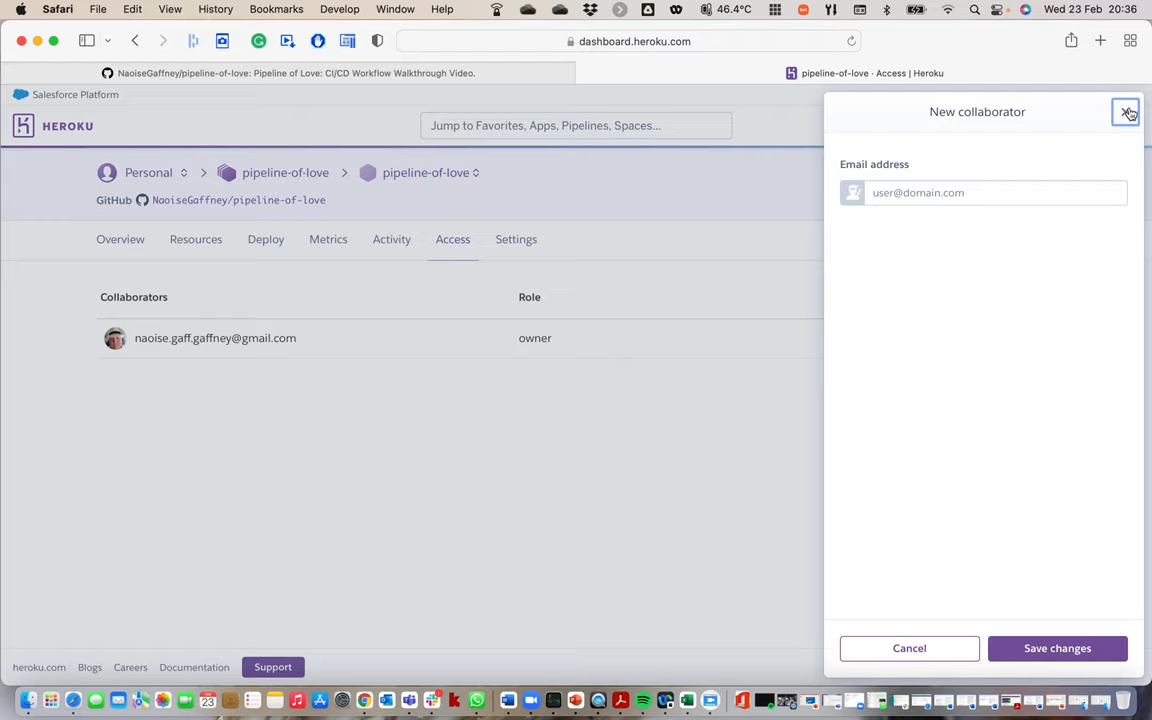 Safari File Edit View History Bookmarks Develop Window Help 46.4°C Wed 23 Feb 20:36
dashboard.heroku.com
NaoiseGaffney/pipeline-of-love: Pipeline of Love: CI/CD Workflow Walkthrough Video.
pipeline-of-love · Access | Heroku
Salesforce Platform
HEROKU
Jump to Favorites, Apps, Pipelines, Spaces...
New collaborator
Email address
user@domain.com
Personal > pipeline-of-love > pipeline-of-love
GitHub NaoiseGaffney/pipeline-of-love
Overview Resources Deploy Metrics Activity Access Settings
Collaborators Role
naoise.gaff.gaffney@gmail.com owner
Cancel Save changes
heroku.com Blogs Careers Documentation Support